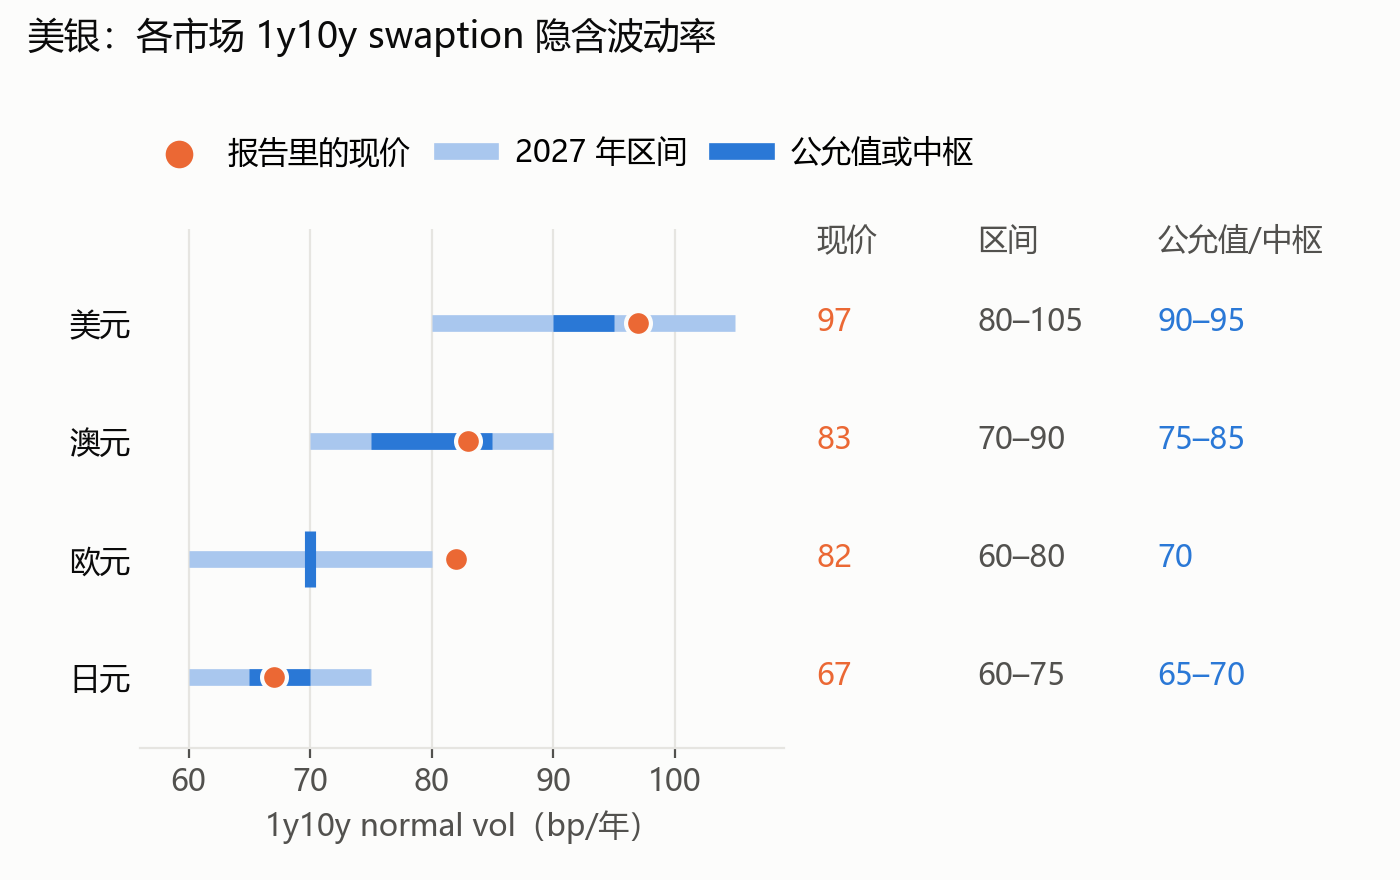 美银：各市场 1y10y swaption 隐含波动率
报告里的现价 2027 年区间 公允值或中枢
现价 区间 公允值/中枢
美元 97 80–105 90–95
澳元 83 70–90 75–85
欧元 82 60–80 70
日元 67 60–75 65–70
60 70 80 90 100
1y10y normal vol（bp/年）